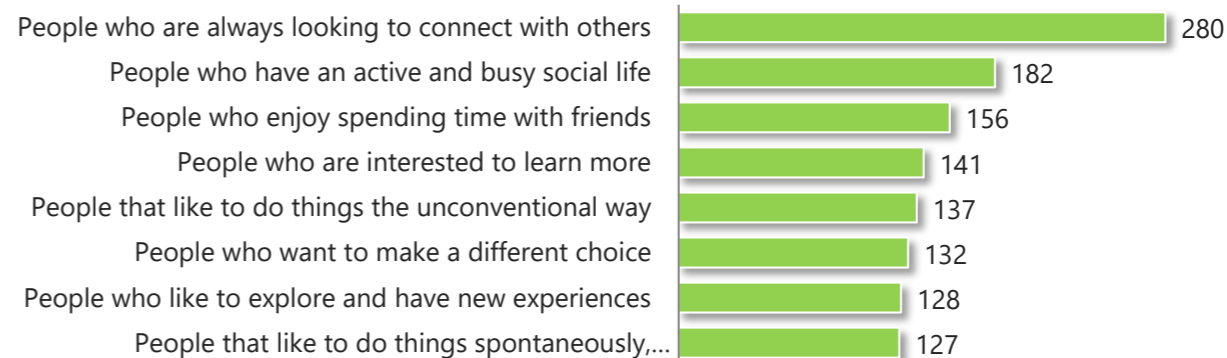 People who are always looking to connect with others 280
People who have an active and busy social life 182
People who enjoy spending time with friends 156
People who are interested to learn more 141
People that like to do things the unconventional way 137
People who want to make a different choice 132
People who like to explore and have new experiences 128
People that like to do things spontaneously,... 127